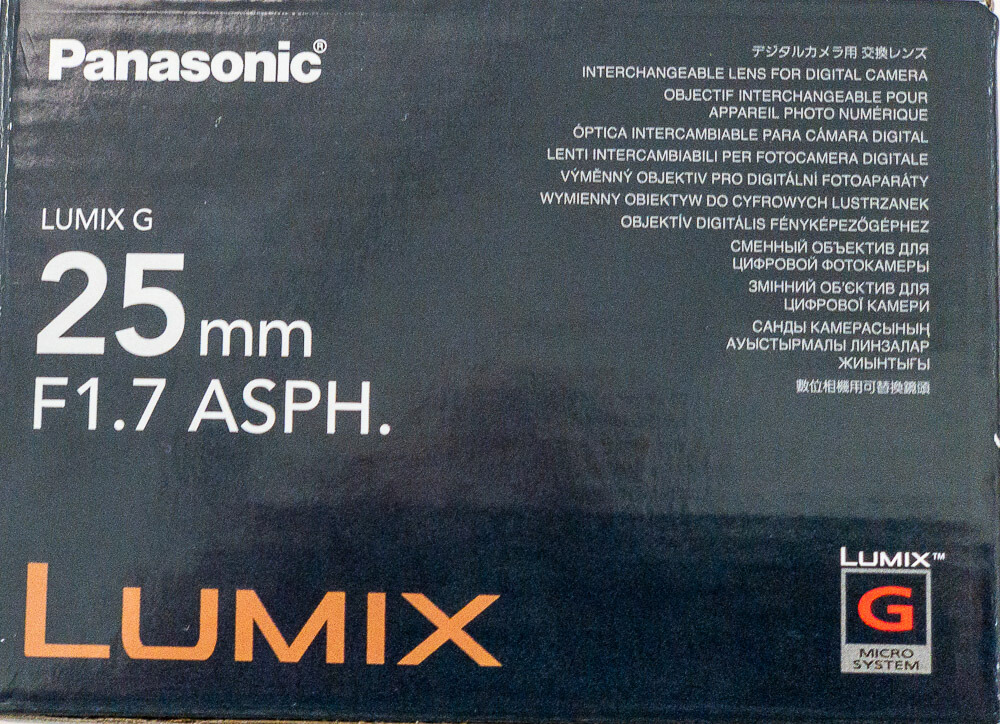 Panasonic®
LUMIX G
25 mm
F1.7 ASPH.
LUMIX
デジタルカメラ用 交換レンズ
INTERCHANGEABLE LENS FOR DIGITAL CAMERA
OBJECTIF INTERCHANGEABLE POUR
APPAREIL PHOTO NUMÉRIQUE
ÓPTICA INTERCAMBIABLE PARA CÁMARA DIGITAL
LENTI INTERCAMBIABILI PER FOTOCAMERA DIGITALE
VÝMĚNNÝ OBJEKTIV PRO DIGITÁLNÍ FOTOAPARÁTY
WYMIENNY OBIEKTYW DO CYFROWYCH LUSTRZANEK
OBJEKTÍV DIGITÁLIS FÉNYKÉPEZŐGÉPHEZ
СМЕННЫЙ ОБЪЕКТИВ ДЛЯ
ЦИФРОВОЙ ФОТОКАМЕРЫ
ЗМІННИЙ ОБ'ЄКТИВ ДЛЯ
ЦИФРОВОЇ КАМЕРИ
САНДЫ КАМЕРАСЫНЫҢ
АУЫСТЫРМАЛЫ ЛИНЗАЛАР
ЖИЫНТЫҒЫ
數位相機用可替換鏡頭
LUMIX™
G
MICRO
SYSTEM